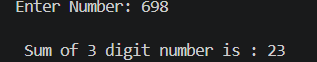 Enter Number: 698
Sum of 3 digit number is : 23